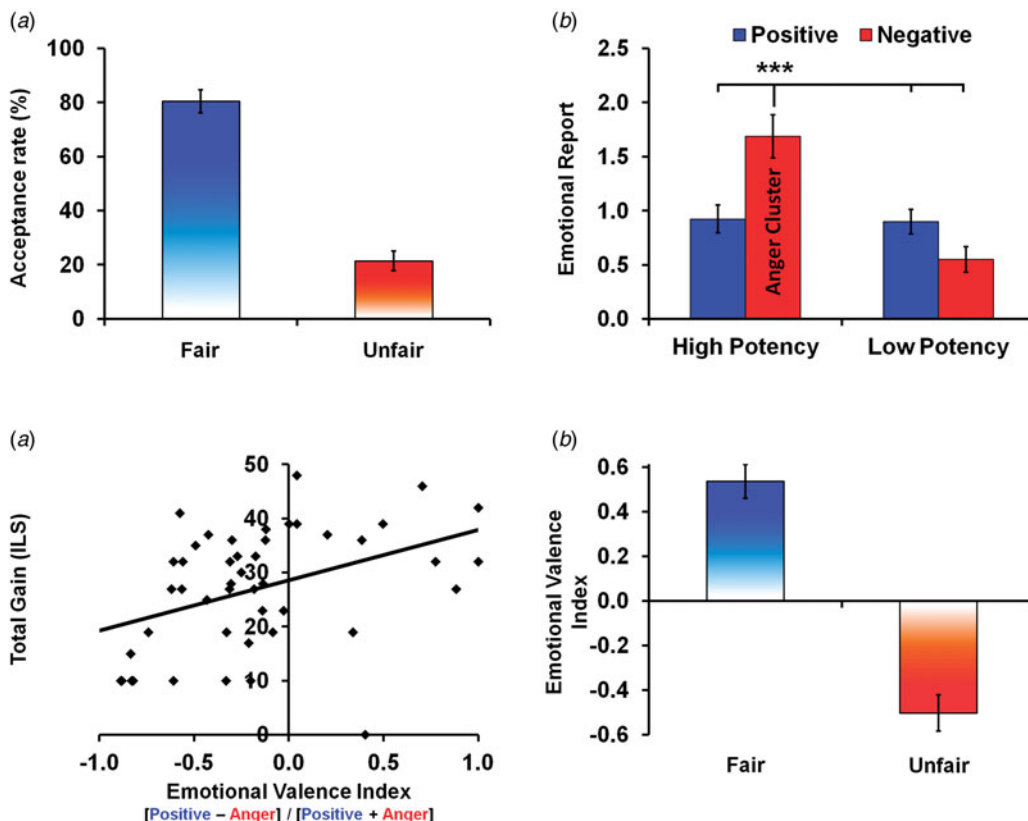 (a)
Acceptance rate (%)
100
80
60
40
20
0
Fair
Unfair
(b)
Positive
Negative
***
Emotional Report
2.5
2.0
1.5
1.0
0.5
0.0
Anger Cluster
High Potency
Low Potency
(a)
Total Gain (ILS)
50
40
30
20
10
0
-1.0
-0.5
0.0
0.5
1.0
Emotional Valence Index
[Positive – Anger] / [Positive + Anger]
(b)
Emotional Valence
Index
0.6
0.4
0.2
0.0
-0.2
-0.4
-0.6
Fair
Unfair